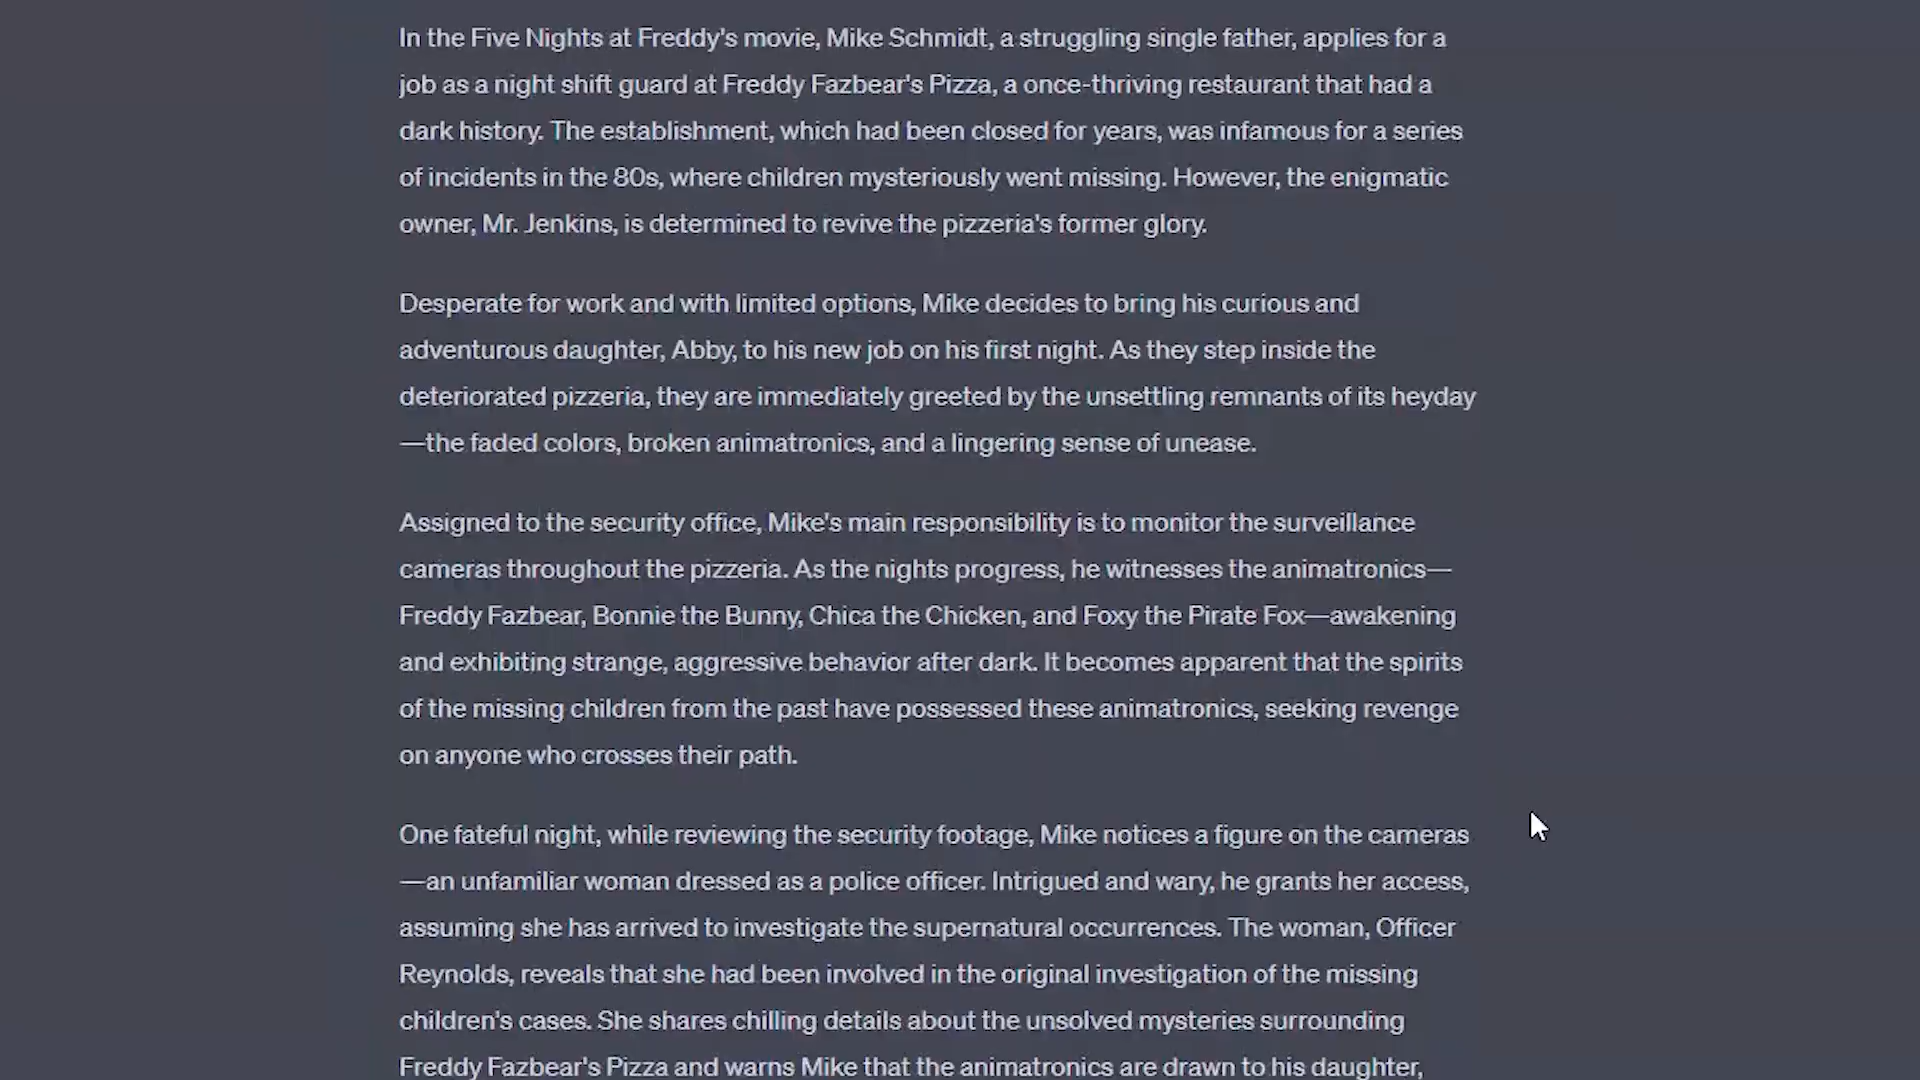 In the Five Nights at Freddy's movie, Mike Schmidt, a struggling single father, applies for a
job as a night shift guard at Freddy Fazbear's Pizza, a once-thriving restaurant that had a
dark history. The establishment, which had been closed for years, was infamous for a series
of incidents in the 80s, where children mysteriously went missing. However, the enigmatic
owner, Mr. Jenkins, is determined to revive the pizzeria's former glory.
Desperate for work and with limited options, Mike decides to bring his curious and
adventurous daughter, Abby, to his new job on his first night. As they step inside the
deteriorated pizzeria, they are immediately greeted by the unsettling remnants of its heyday
—the faded colors, broken animatronics, and a lingering sense of unease.
Assigned to the security office, Mike's main responsibility is to monitor the surveillance
cameras throughout the pizzeria. As the nights progress, he witnesses the animatronics—
Freddy Fazbear, Bonnie the Bunny, Chica the Chicken, and Foxy the Pirate Fox—awakening
and exhibiting strange, aggressive behavior after dark. It becomes apparent that the spirits
of the missing children from the past have possessed these animatronics, seeking revenge
on anyone who crosses their path.
One fateful night, while reviewing the security footage, Mike notices a figure on the cameras
—an unfamiliar woman dressed as a police officer. Intrigued and wary, he grants her access,
assuming she has arrived to investigate the supernatural occurrences. The woman, Officer
Reynolds, reveals that she had been involved in the original investigation of the missing
children's cases. She shares chilling details about the unsolved mysteries surrounding
Freddy Fazbear's Pizza and warns Mike that the animatronics are drawn to his daughter,